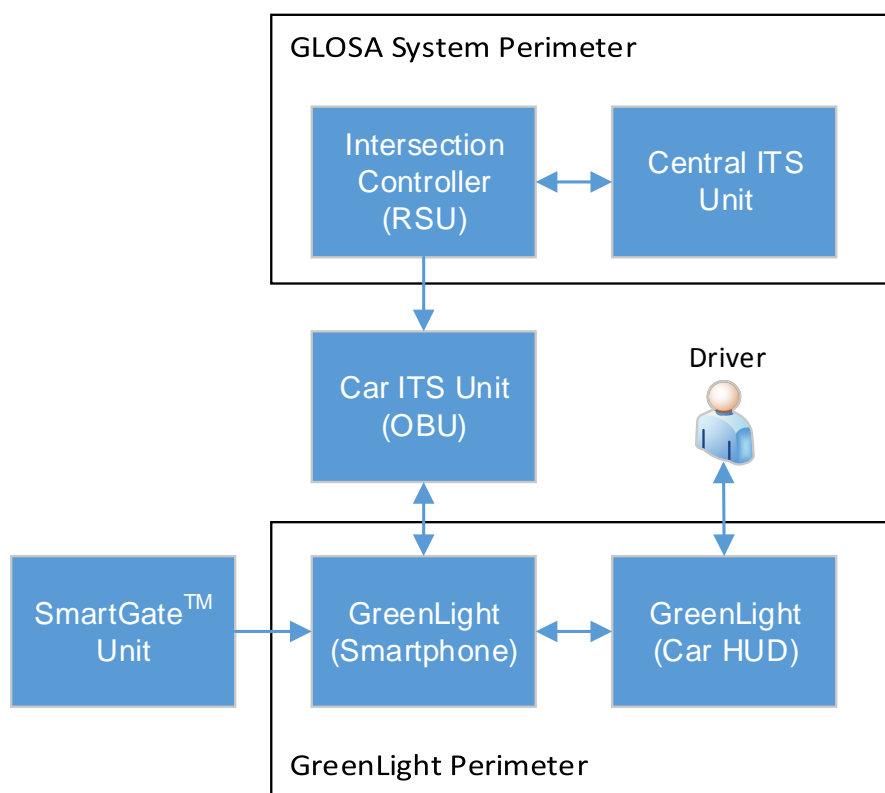 GLOSA System Perimeter
Intersection
Controller
(RSU)
Central ITS
Unit
Car ITS Unit
(OBU)
Driver
SmartGate™
Unit
GreenLight
(Smartphone)
GreenLight
(Car HUD)
GreenLight Perimeter